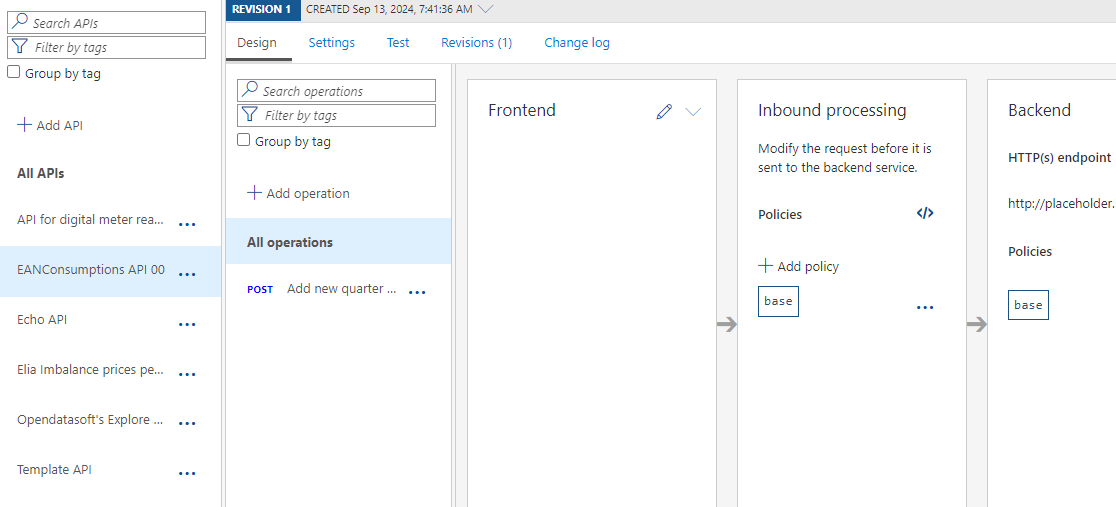 REVISION 1 CREATED Sep 13, 2024, 7:41:36 AM
Search APIs
Filter by tags
Group by tag
Add API
All APIs
API for digital meter rea...
EANConsumptions API 00
Echo API
Elia Imbalance prices pe...
Opendatasoft's Explore ...
Template API
Design Settings Test Revisions (1) Change log
Search operations
Filter by tags
Group by tag
Add operation
All operations
POST Add new quarter ...
Frontend
Inbound processing
Modify the request before it is
sent to the backend service.
Policies </>
Add policy
base
Backend
HTTP(s) endpoint
http://placeholder.
Policies
base